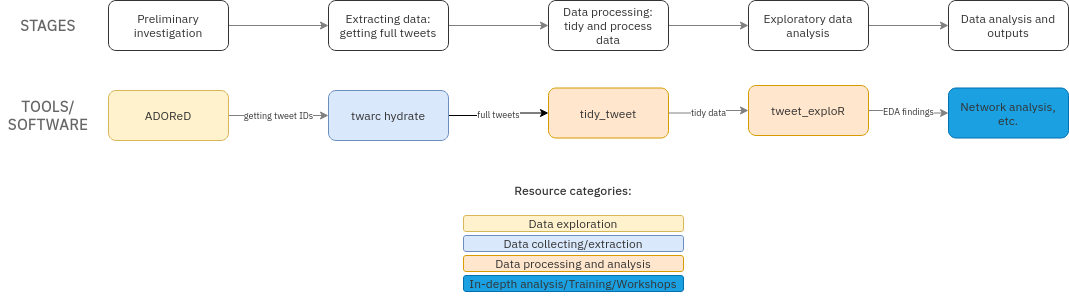 STAGES
Preliminary
investigation
Extracting data:
getting full tweets
Data processing:
tidy and process
data
Exploratory data
analysis
Data analysis and
outputs
TOOLS/
SOFTWARE
ADOReD
getting tweet IDs
twarc hydrate
full tweets
tidy_tweet
tidy data
tweet_exploR
EDA findings
Network analysis,
etc.
Resource categories:
Data exploration
Data collecting/extraction
Data processing and analysis
In-depth analysis/Training/Workshops